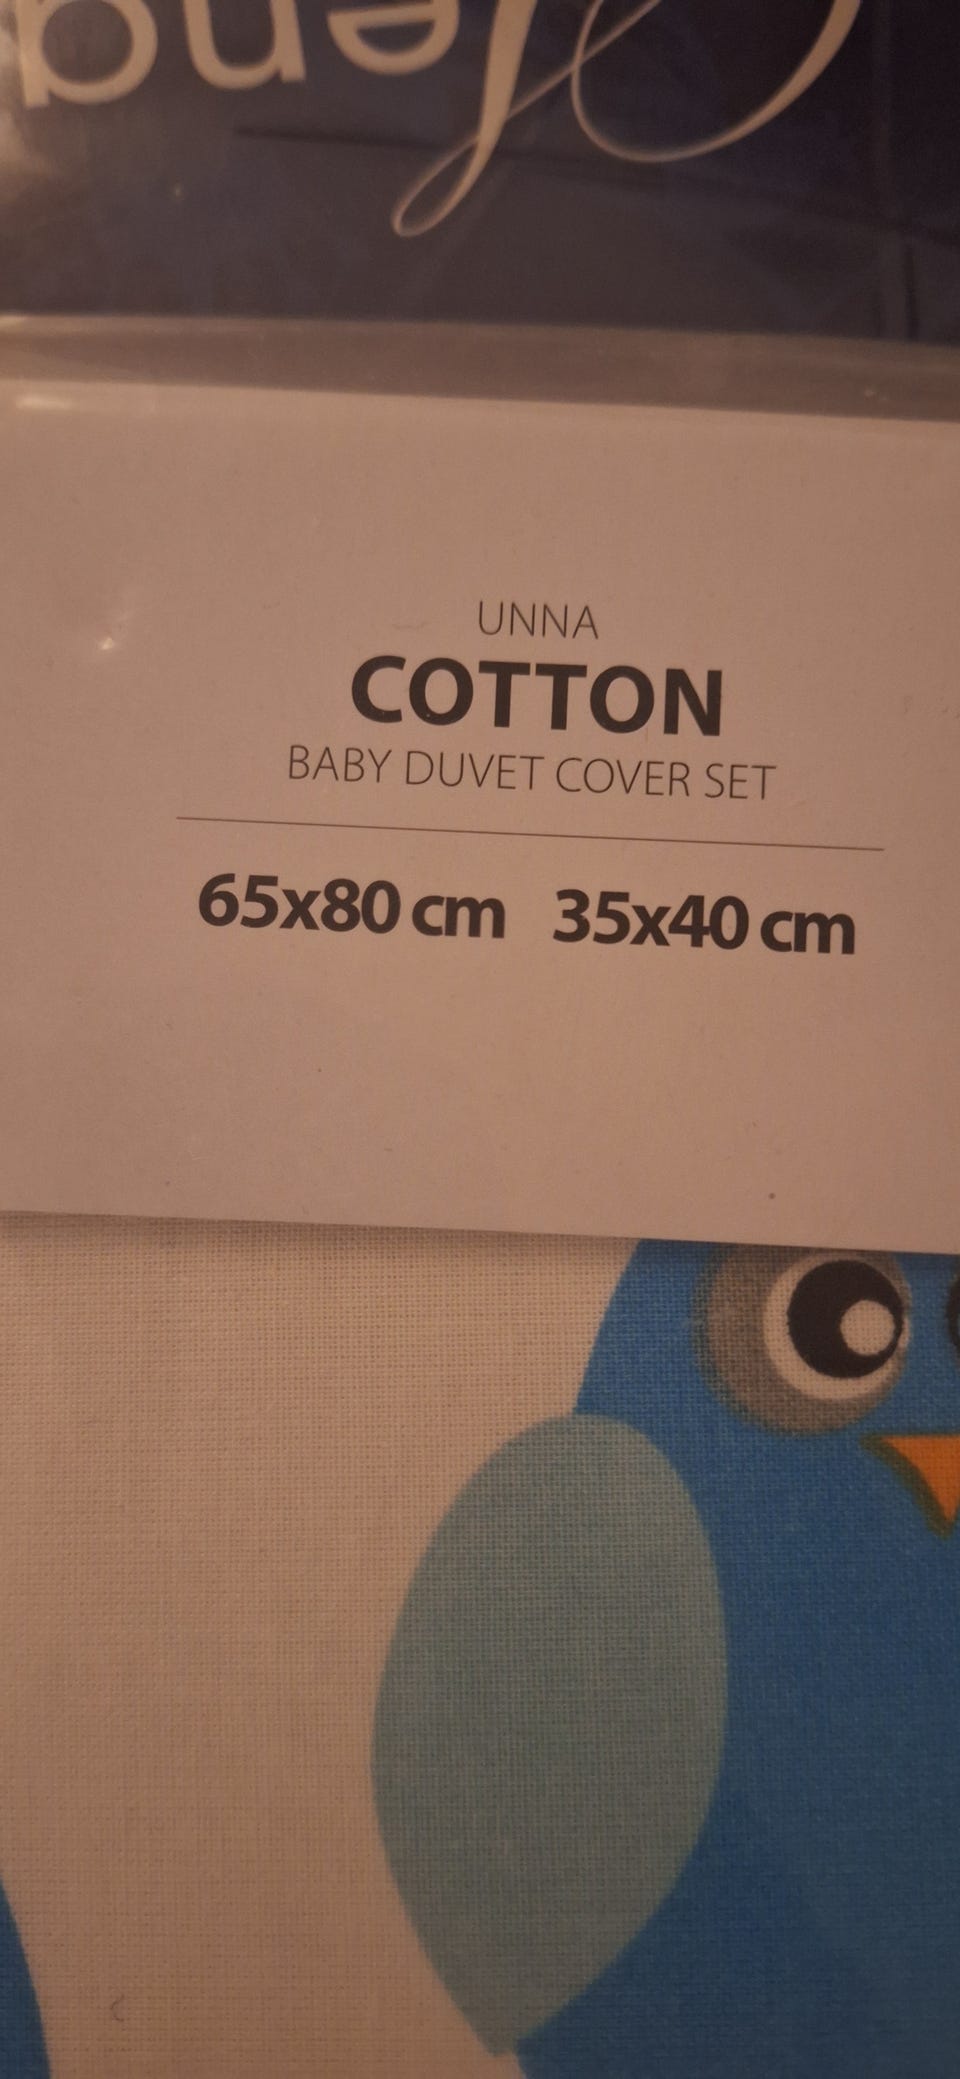 UNNA
COTTON
BABY DUVET COVER SET
65x80 cm 35x40 cm